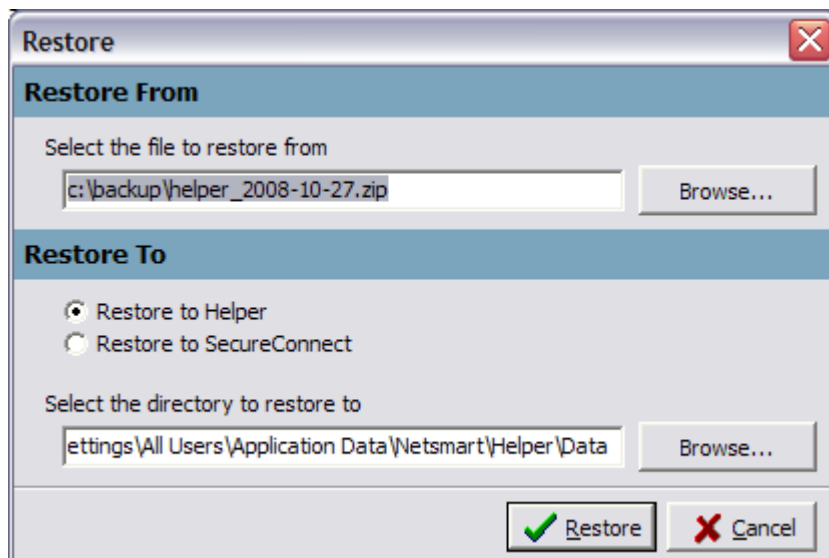 Restore
Restore From
Select the file to restore from
c:\backup\helper_2008-10-27.zip
Browse...
Restore To
Restore to Helper
Restore to SecureConnect
Select the directory to restore to
ettings\All Users\Application Data\Netsmart\Helper\Data
Browse...
Restore
Cancel